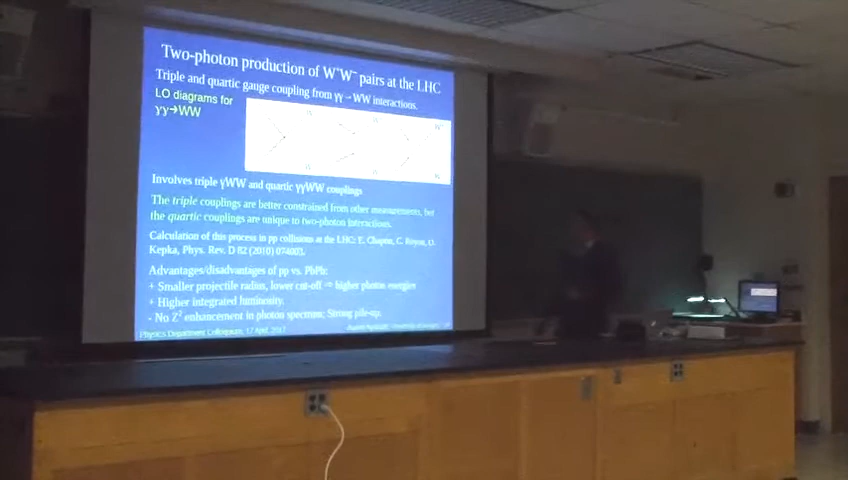 Two-photon production of W⁺W⁻ pairs at the LHC
Triple and quartic gauge coupling from γγ→WW interactions.
LO diagrams for
γγ→WW
Involves triple γWW and quartic γγWW couplings
The triple couplings are better constrained from other measurements, but
the quartic couplings are unique to two-photon interactions.
Calculation of this process in pp collisions at the LHC: E. Chapon, C. Royon, O.
Kepka, Phys. Rev. D 82 (2010) 074003.
Advantages/disadvantages of pp vs. PbPb:
+ Smaller projectile radius, lower cut-off ⇒ higher photon energies
+ Higher integrated luminosity.
- No Z² enhancement in photon spectrum; Strong pile-up.
Physics Department Colloquium, 17 April, 2017